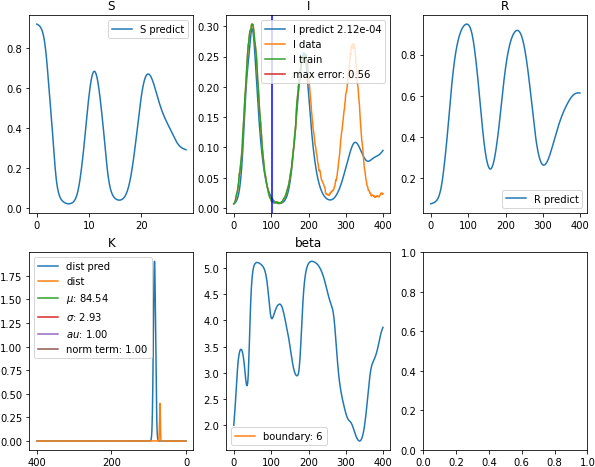 S
I
R
S predict
I predict 2.12e-04
I data
I train
max error: 0.56
R predict
0.8
0.6
0.4
0.2
0.0
0.30
0.25
0.20
0.15
0.10
0.05
0.00
0.8
0.6
0.4
0.2
0 10 20
0 100 200 300 400
0 100 200 300 400
K
beta
dist pred
dist
μ: 84.54
σ: 2.93
au: 1.00
norm term: 1.00
boundary: 6
1.75
1.50
1.25
1.00
0.75
0.50
0.25
0.00
5.0
4.5
4.0
3.5
3.0
2.5
2.0
1.0
0.8
0.6
0.4
0.2
0.0
400 200 0
0 100 200 300 400
0.0 0.2 0.4 0.6 0.8 1.0